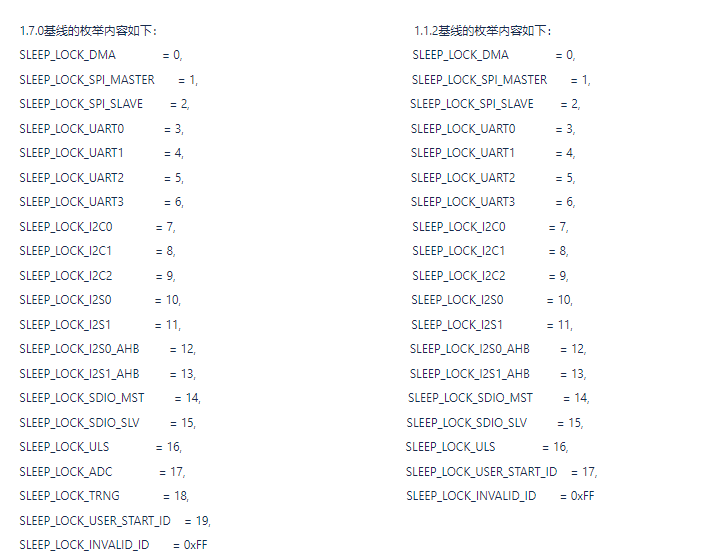 1.7.0基线的枚举内容如下：
SLEEP_LOCK_DMA = 0,
SLEEP_LOCK_SPI_MASTER = 1,
SLEEP_LOCK_SPI_SLAVE = 2,
SLEEP_LOCK_UART0 = 3,
SLEEP_LOCK_UART1 = 4,
SLEEP_LOCK_UART2 = 5,
SLEEP_LOCK_UART3 = 6,
SLEEP_LOCK_I2C0 = 7,
SLEEP_LOCK_I2C1 = 8,
SLEEP_LOCK_I2C2 = 9,
SLEEP_LOCK_I2S0 = 10,
SLEEP_LOCK_I2S1 = 11,
SLEEP_LOCK_I2S0_AHB = 12,
SLEEP_LOCK_I2S1_AHB = 13,
SLEEP_LOCK_SDIO_MST = 14,
SLEEP_LOCK_SDIO_SLV = 15,
SLEEP_LOCK_ULS = 16,
SLEEP_LOCK_ADC = 17,
SLEEP_LOCK_TRNG = 18,
SLEEP_LOCK_USER_START_ID = 19,
SLEEP_LOCK_INVALID_ID = 0xFF
1.1.2基线的枚举内容如下：
SLEEP_LOCK_DMA = 0,
SLEEP_LOCK_SPI_MASTER = 1,
SLEEP_LOCK_SPI_SLAVE = 2,
SLEEP_LOCK_UART0 = 3,
SLEEP_LOCK_UART1 = 4,
SLEEP_LOCK_UART2 = 5,
SLEEP_LOCK_UART3 = 6,
SLEEP_LOCK_I2C0 = 7,
SLEEP_LOCK_I2C1 = 8,
SLEEP_LOCK_I2C2 = 9,
SLEEP_LOCK_I2S0 = 10,
SLEEP_LOCK_I2S1 = 11,
SLEEP_LOCK_I2S0_AHB = 12,
SLEEP_LOCK_I2S1_AHB = 13,
SLEEP_LOCK_SDIO_MST = 14,
SLEEP_LOCK_SDIO_SLV = 15,
SLEEP_LOCK_ULS = 16,
SLEEP_LOCK_USER_START_ID = 17,
SLEEP_LOCK_INVALID_ID = 0xFF